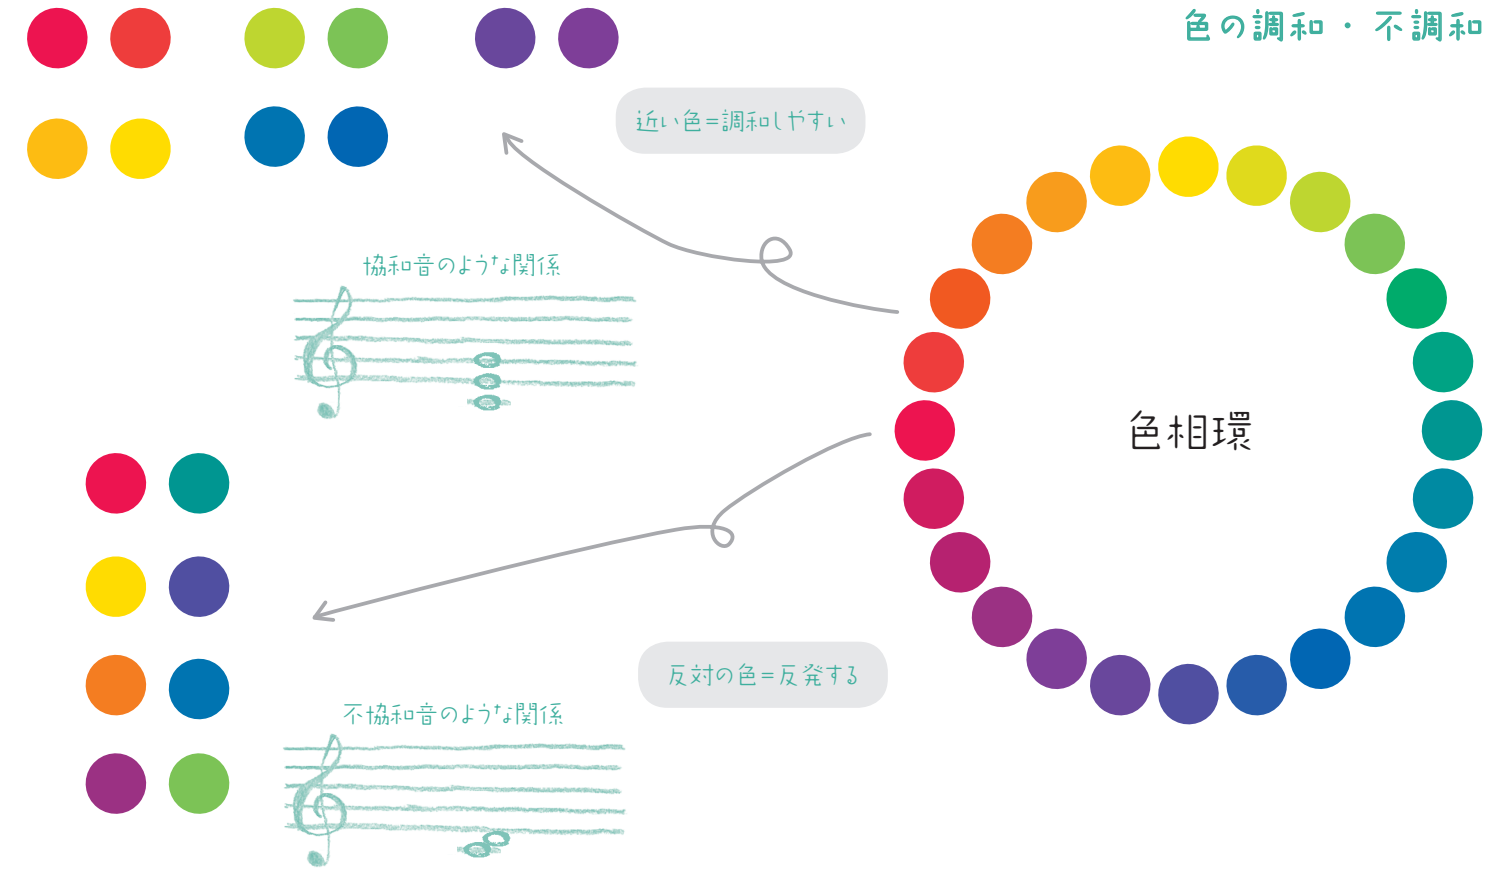 色の調和・不調和
近い色＝調和しやすい
協和音のような関係
色相環
反対の色＝反発する
不協和音のような関係